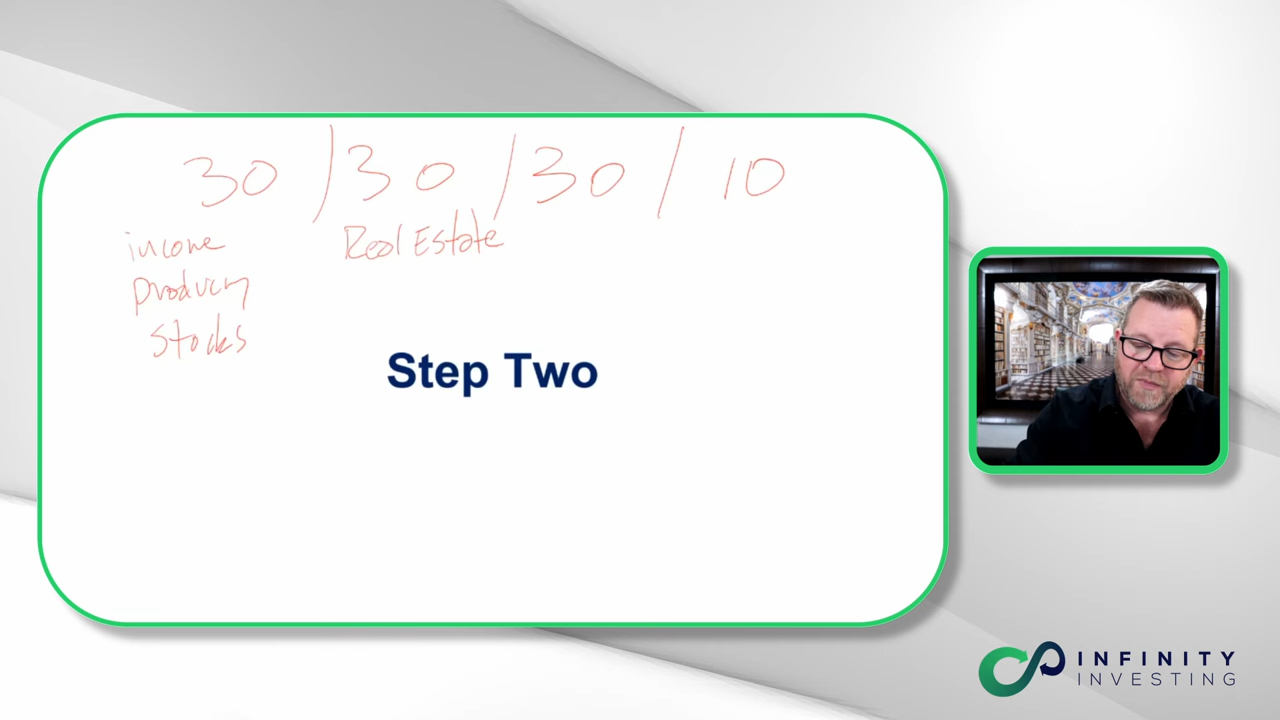 30 / 30 / 30 / 10
income
Real Estate
producing
stocks
Step Two
INFINITY
INVESTING